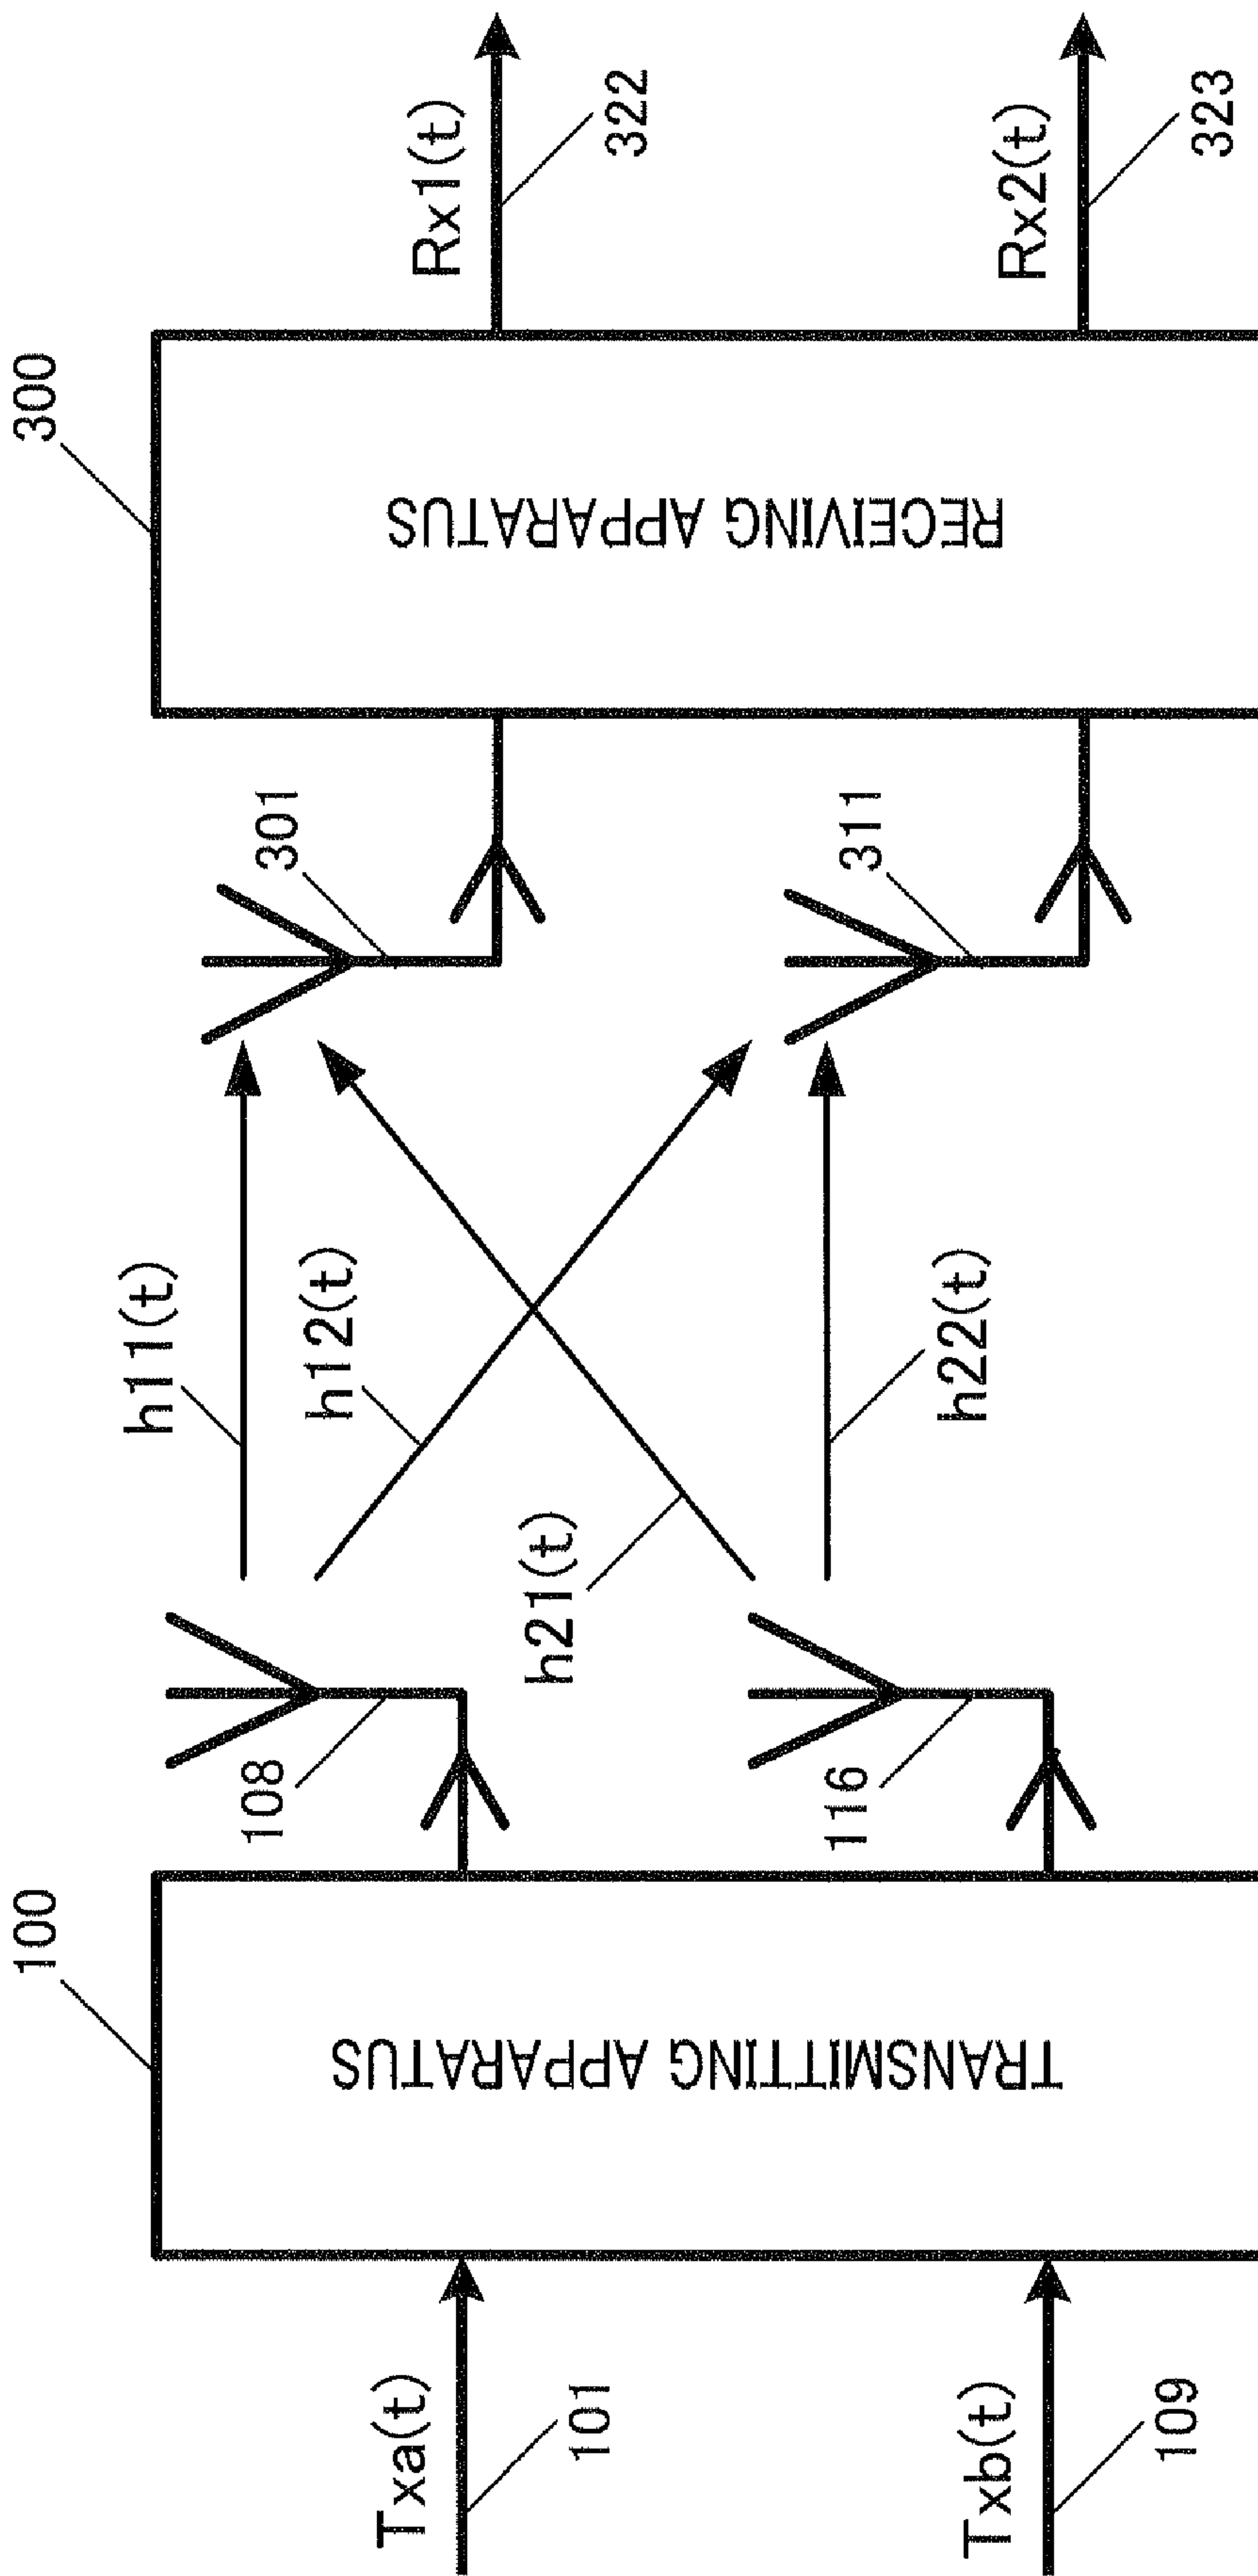 100
300
Txa(t)
101
Txb(t)
109
TRANSMITTING APPARATUS
108
116
h11(t)
h12(t)
h21(t)
h22(t)
301
311
RECEIVING APPARATUS
Rx1(t)
322
Rx2(t)
323